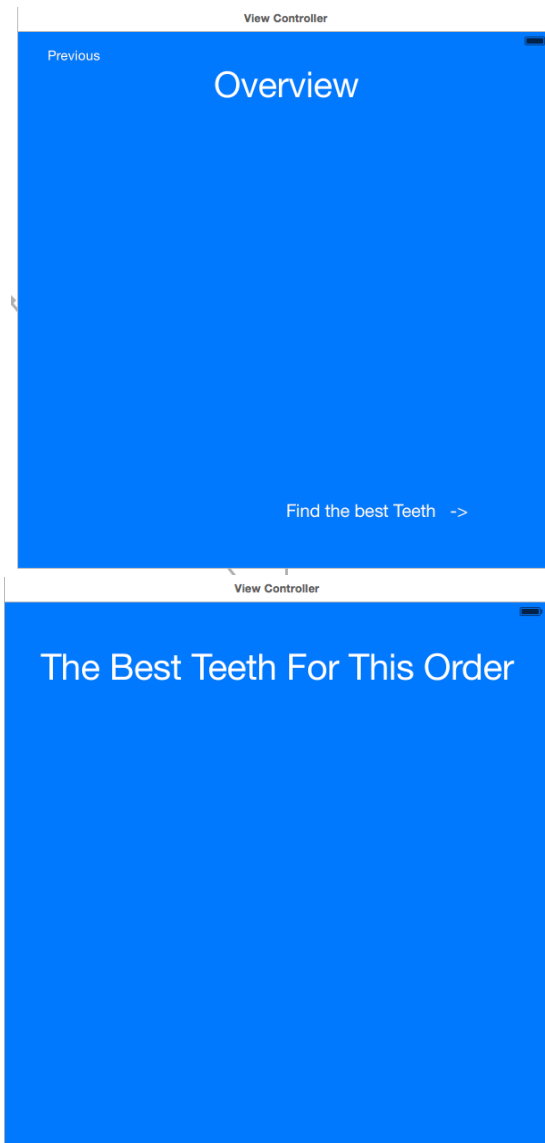 View Controller
Previous
Overview
Find the best Teeth ->
View Controller
The Best Teeth For This Order